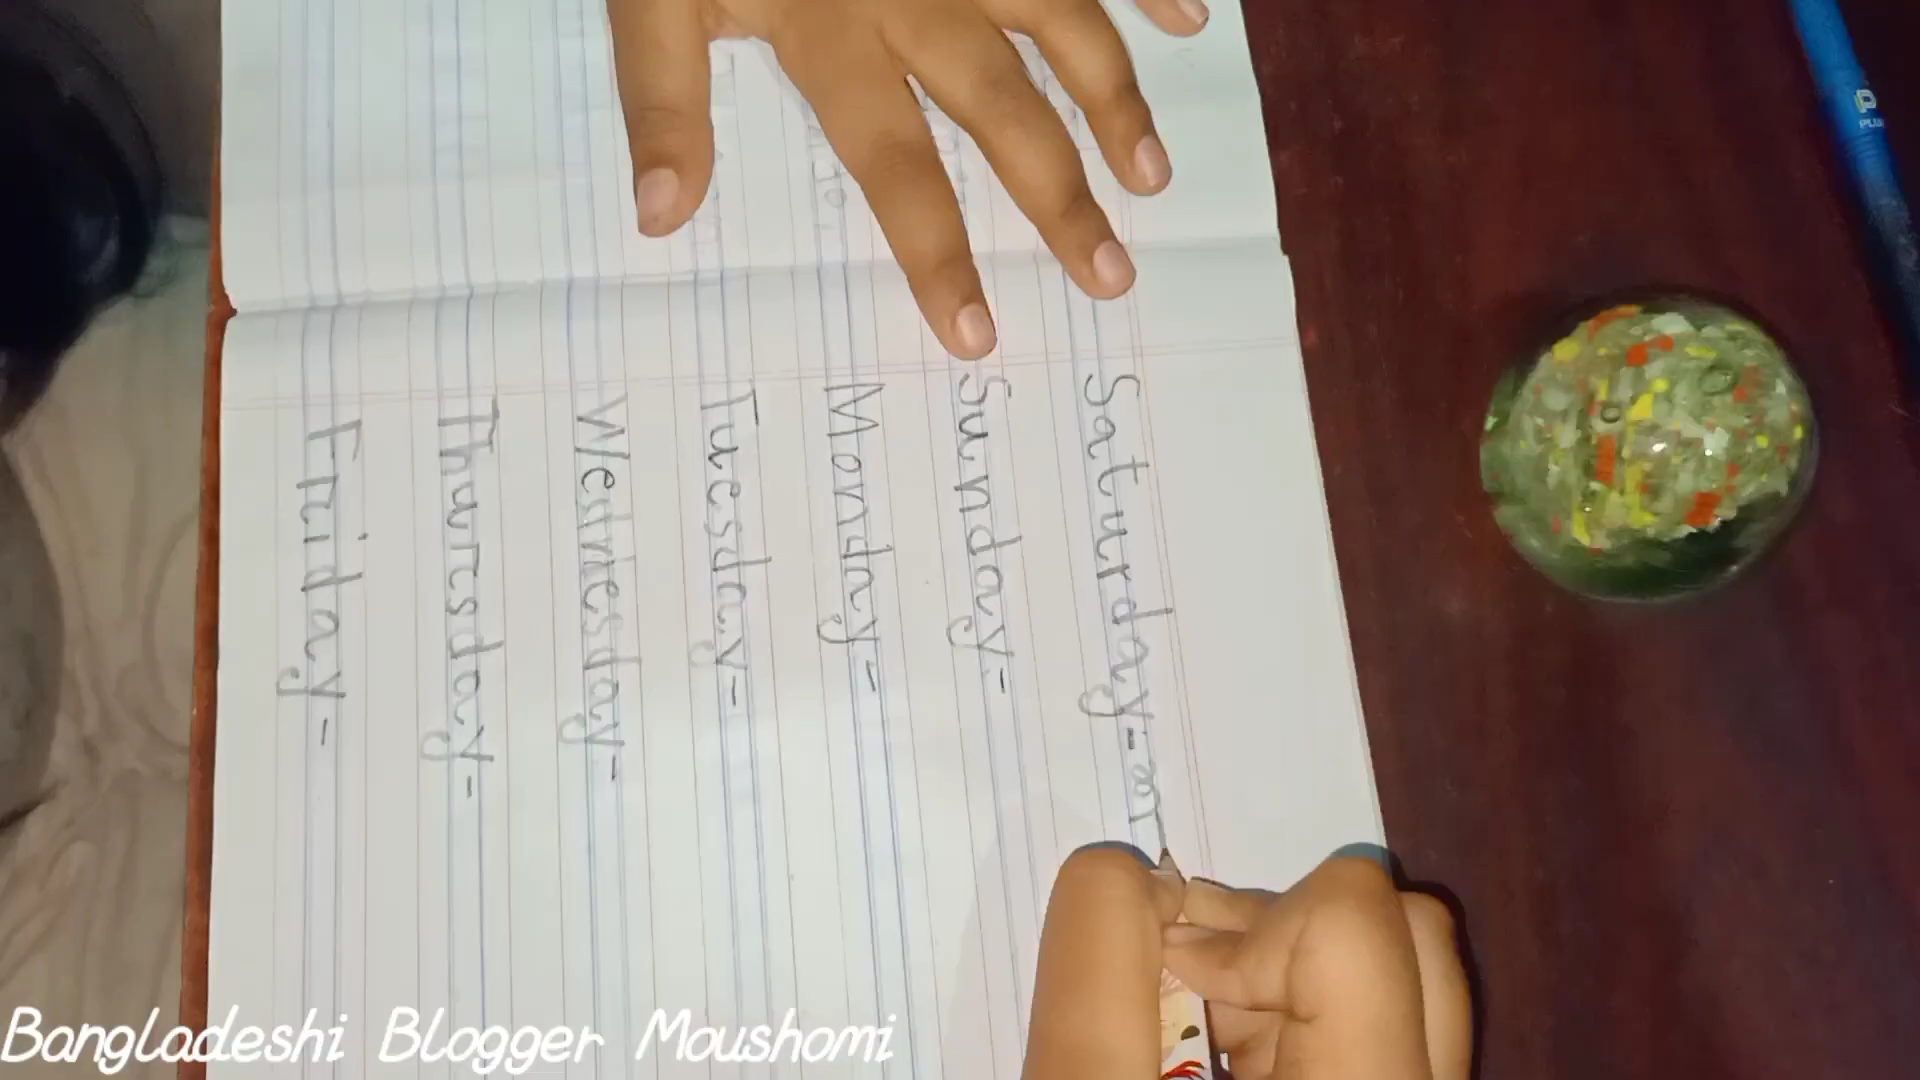 Saturday - শ
Sunday -
Monday -
Tuesday -
Wednesday -
Thursday -
Friday -
Bangladeshi Blogger Moushomi